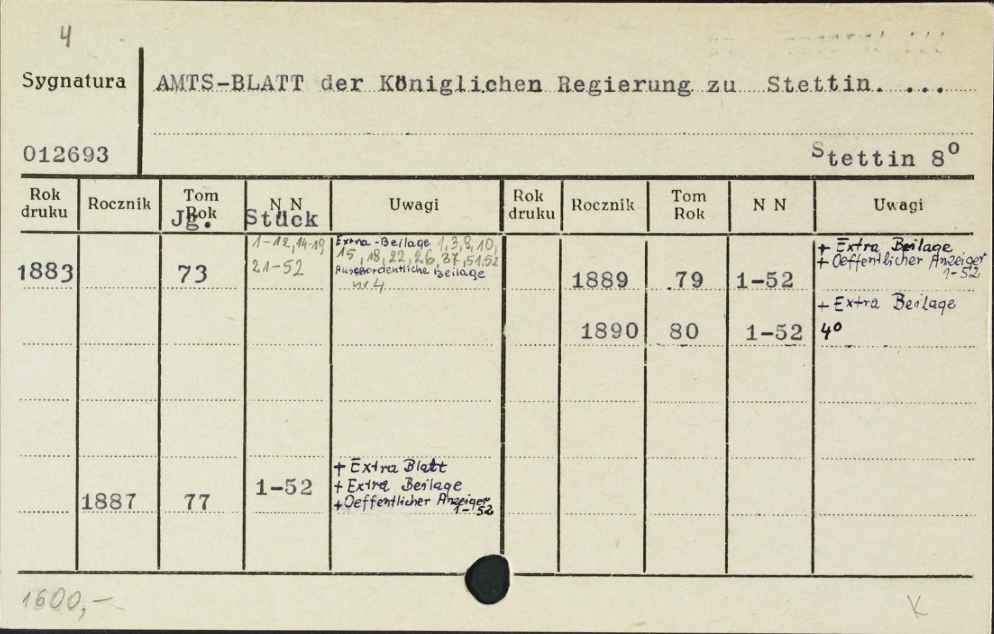 4
Sygnatura AMTS-BLATT der Königlichen Regierung zu Stettin. ...
012693 Stettin 8⁰
Rok druku Rocznik Tom Rok Jg. N N Stück Uwagi Rok druku Rocznik Tom Rok N N Uwagi
1883 73 1-12, 14-19
21-52
Extra-Beilage 1,3,8,10,
15, 18, 22, 26, 37, 51,52
Ausserordentliche Beilage
nr 4
1887 77 1-52
+ Extra Blatt
+ Extra Beilage
+ Oeffentlicher Anzeiger
1-52
1889 79 1-52
+ Extra Beilage
+ Oeffentlicher Anzeiger
1-52
1890 80 1-52
+ Extra Beilage
4⁰
1600,-
K